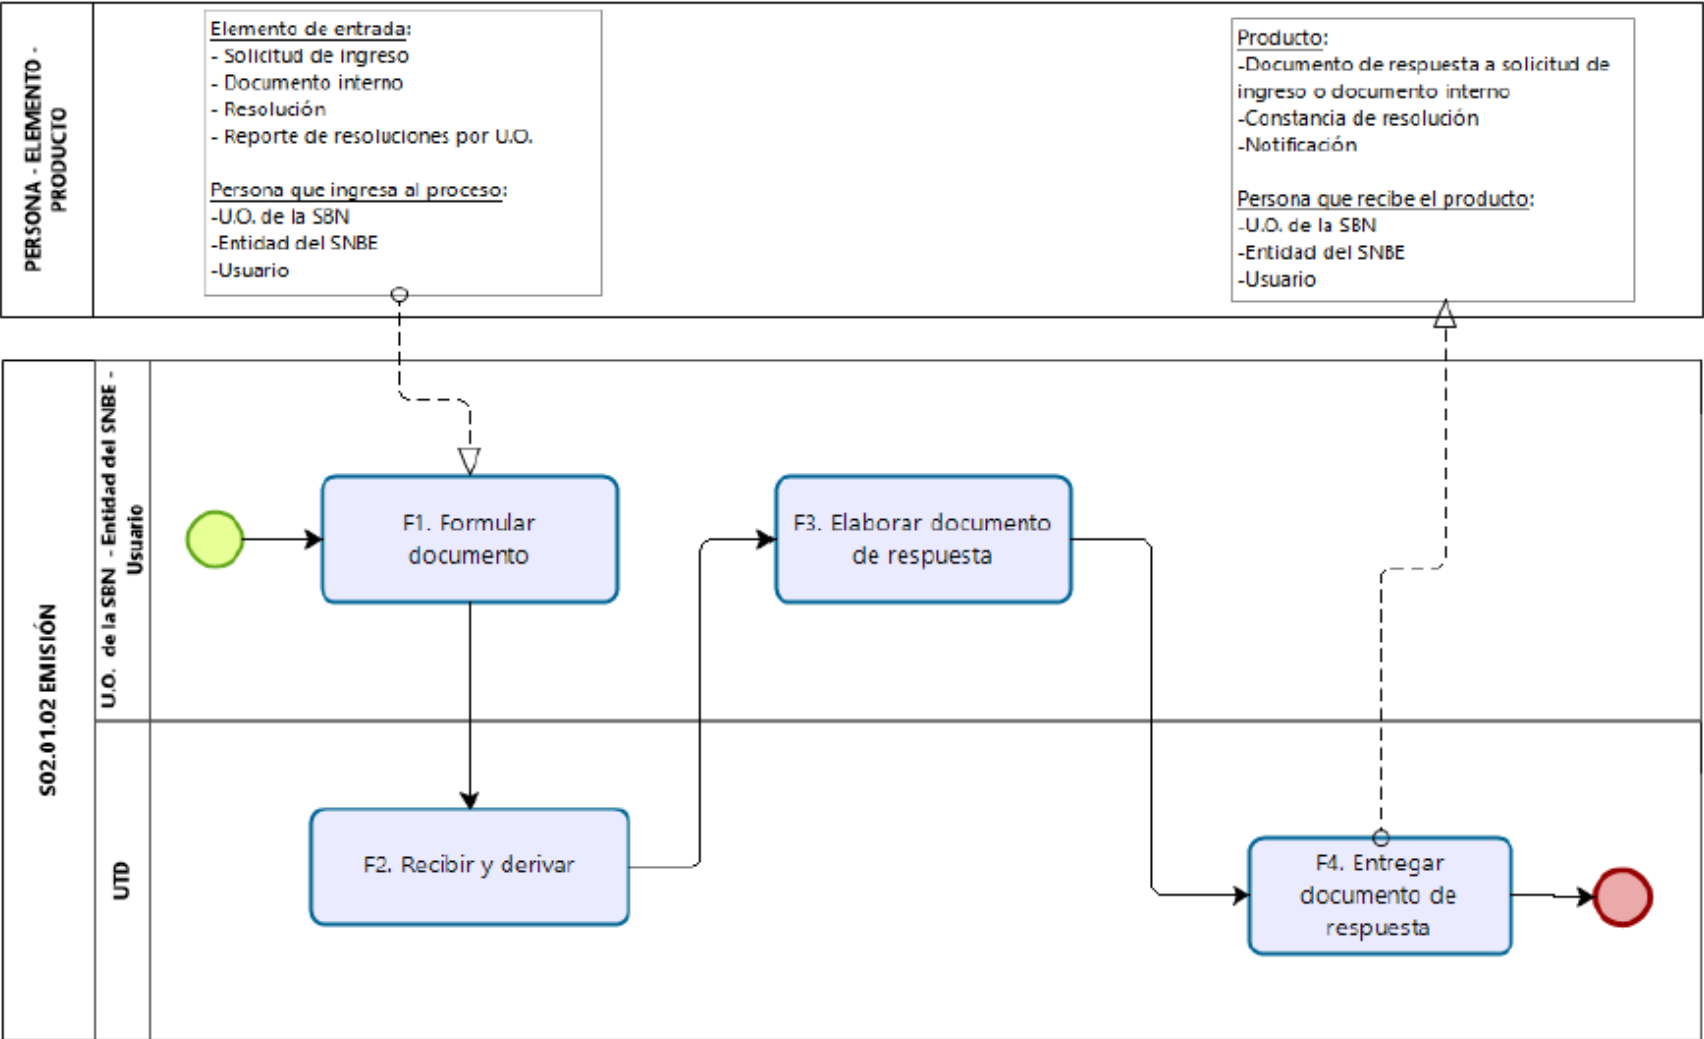 PERSONA - ELEMENTO -
PRODUCTO
Elemento de entrada:
- Solicitud de ingreso
- Documento interno
- Resolución
- Reporte de resoluciones por U.O.
Persona que ingresa al proceso:
-U.O. de la SBN
-Entidad del SNBE
-Usuario
Producto:
-Documento de respuesta a solicitud de
ingreso o documento interno
-Constancia de resolución
-Notificación
Persona que recibe el producto:
-U.O. de la SBN
-Entidad del SNBE
-Usuario
S02.01.02 EMISIÓN
U.O. de la SBN - Entidad del SNBE -
Usuario
F1. Formular
documento
F3. Elaborar documento
de respuesta
UTD
F2. Recibir y derivar
F4. Entregar
documento de
respuesta